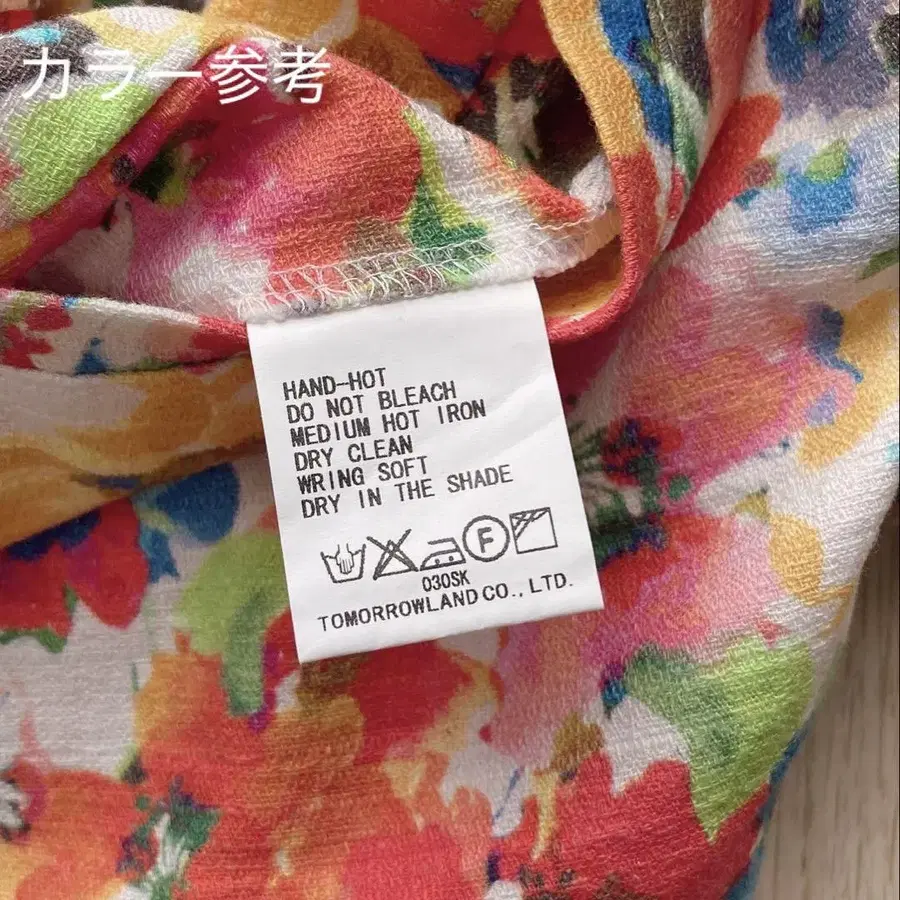 カラー参考
HAND-HOT
DO NOT BLEACH
MEDIUM HOT IRON
DRY CLEAN
WRING SOFT
DRY IN THE SHADE
F
030SK
TOMORROWLAND CO., LTD.